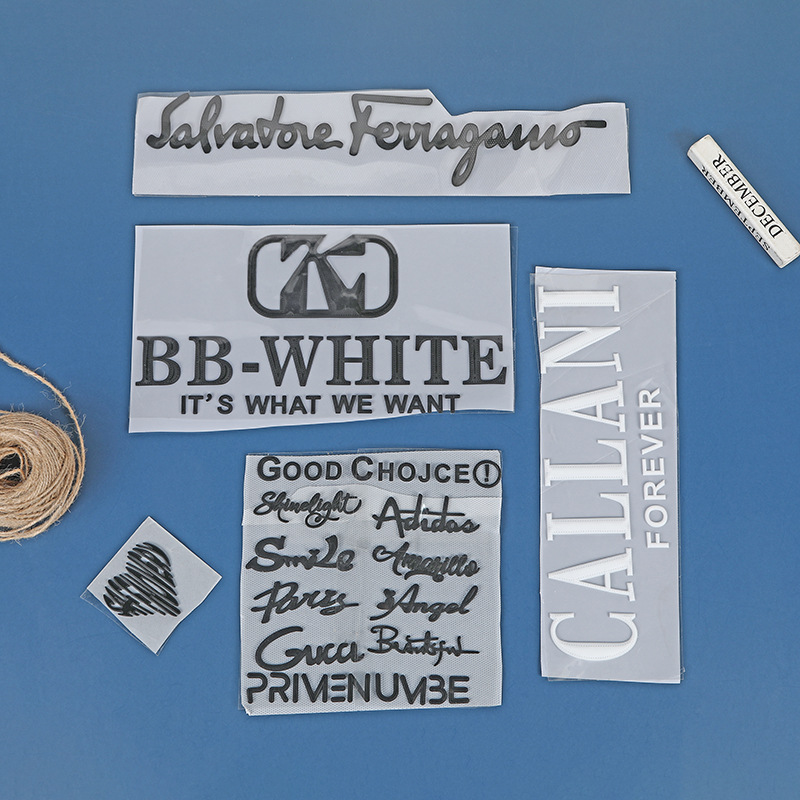 Salvatore Ferragamo
DECEMBER
SEPTEMBER
BB-WHITE
IT'S WHAT WE WANT
CALLANI
FOREVER
GOOD CHOJCE!
Shinelight
Adidas
Smile
Amarillo
Paris
Angel
Gucci
Beautiful
PRIMENUMBE